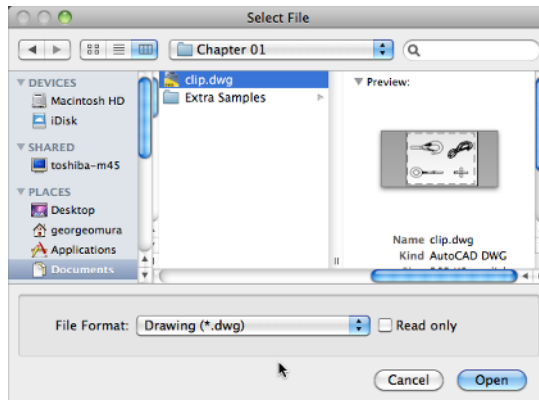 Select File
Chapter 01
DEVICES
Macintosh HD
iDisk
SHARED
toshiba-m45
PLACES
Desktop
georgeomura
Applications
Documents
clip.dwg
Extra Samples
Preview:
Name clip.dwg
Kind AutoCAD DWG
File Format: Drawing (*.dwg)
Read only
Cancel
Open